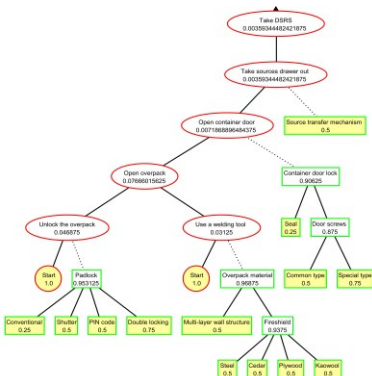 Take DSRS
0.00359344482421875
Take sources drawer out
0.00359344482421875
Open container door
0.0071868896484375
Source transfer mechanism
0.5
Open overpack
0.07666015625
Container door lock
0.90625
Unlock the overpack
0.046875
Use a welding tool
0.03125
Seal
0.25
Door screws
0.875
Start
1.0
Padlock
0.953125
Start
1.0
Overpack material
0.96875
Common type
0.5
Special type
0.75
Conventional
0.25
Shutter
0.5
PIN code
0.5
Double locking
0.75
Multi-layer wall structure
0.5
Fireshield
0.9375
Steel
0.5
Cedar
0.5
Plywood
0.5
Kaowool
0.5